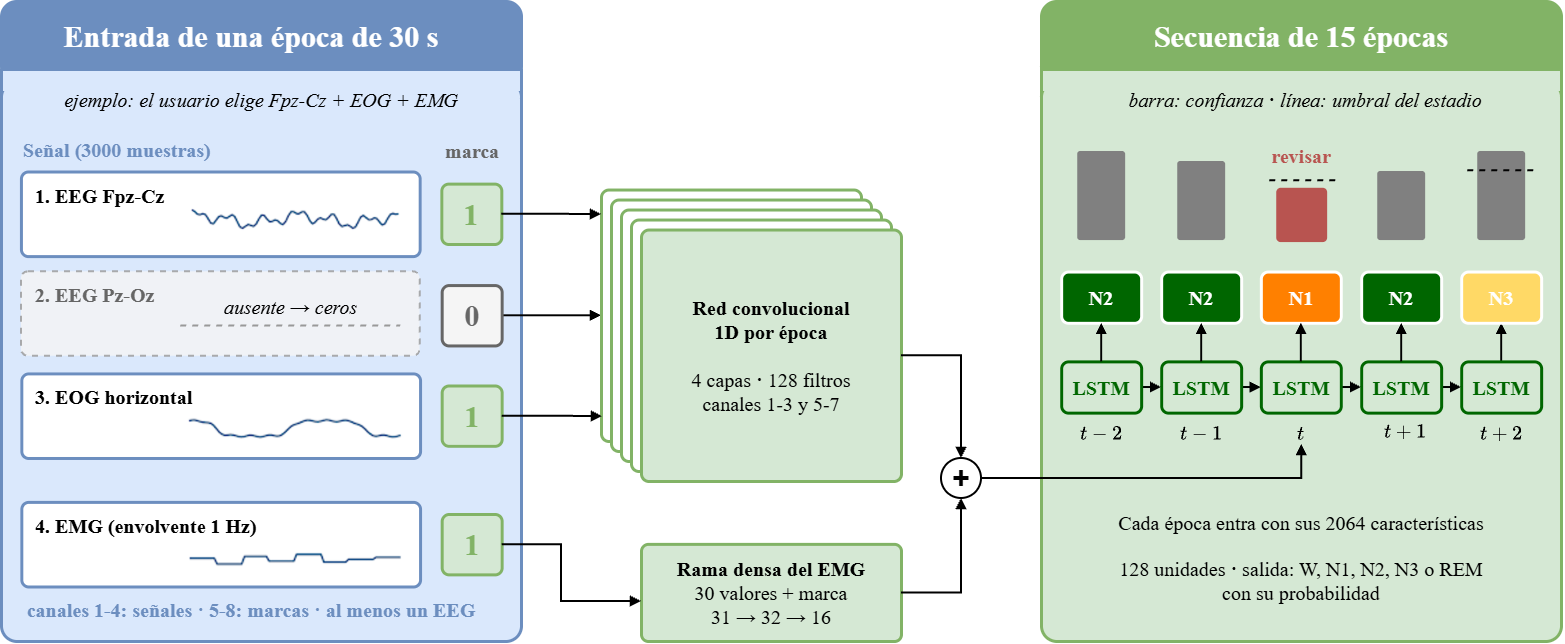 Entrada de una época de 30 s
ejemplo: el usuario elige Fpz-Cz + EOG + EMG
Señal (3000 muestras)
marca
1. EEG Fpz-Cz
1
2. EEG Pz-Oz
ausente → ceros
0
3. EOG horizontal
1
4. EMG (envolvente 1 Hz)
1
canales 1-4: señales · 5-8: marcas · al menos un EEG
Red convolucional
1D por época
4 capas · 128 filtros
canales 1-3 y 5-7
Rama densa del EMG
30 valores + marca
31 → 32 → 16
+
Secuencia de 15 épocas
barra: confianza · línea: umbral del estadio
revisar
N2 N2 N1 N2 N3
LSTM LSTM LSTM LSTM LSTM
t − 2 t − 1 t t + 1 t + 2
Cada época entra con sus 2064 características
128 unidades · salida: W, N1, N2, N3 o REM
con su probabilidad